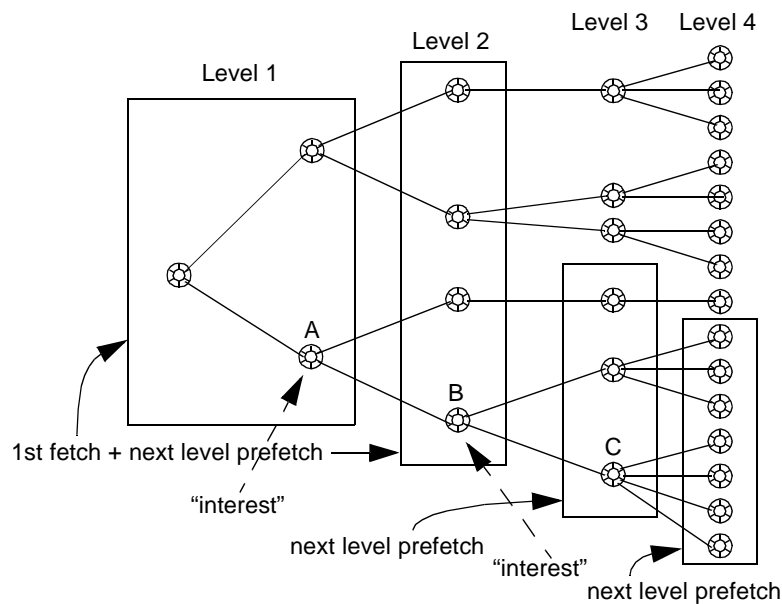 Level 1
Level 2
Level 3
Level 4
A
B
C
1st fetch + next level prefetch
“interest”
next level prefetch
“interest”
next level prefetch